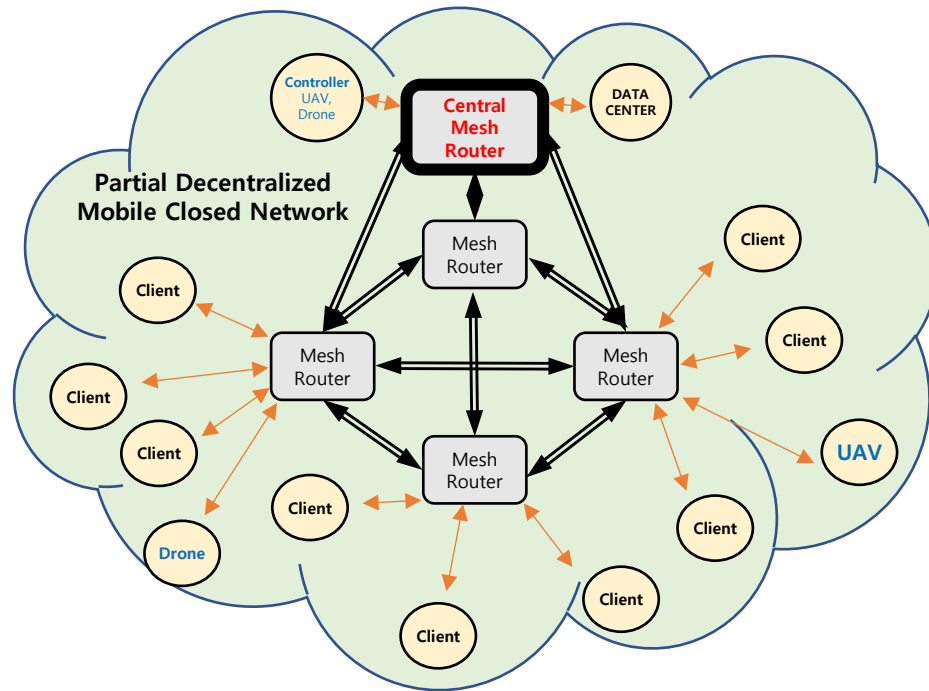 Controller
UAV,
Drone
Central
Mesh
Router
DATA
CENTER
Partial Decentralized
Mobile Closed Network
Mesh
Router
Client
Client
Mesh
Router
Mesh
Router
Client
Client
Client
Mesh
Router
UAV
Client
Client
Drone
Client
Client
Client